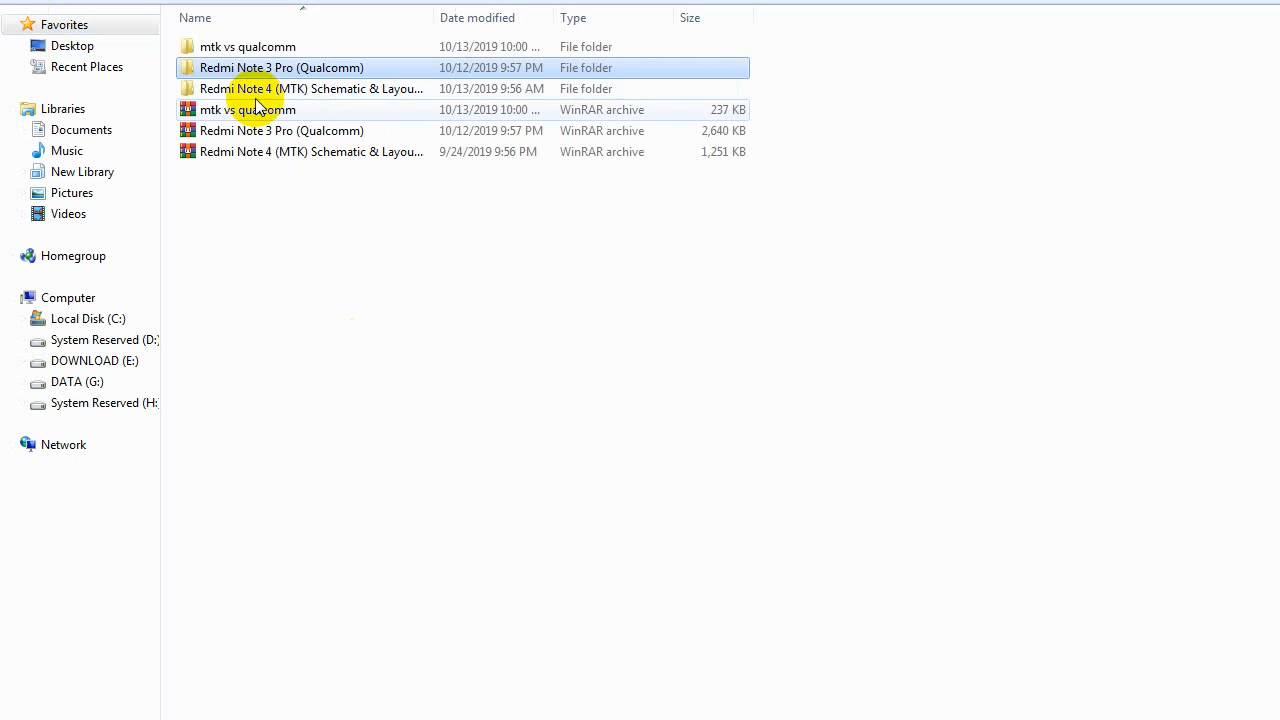 Favorites
Desktop
Recent Places
Libraries
Documents
Music
New Library
Pictures
Videos
Homegroup
Computer
Local Disk (C:)
System Reserved (D:)
DOWNLOAD (E:)
DATA (G:)
System Reserved (H:
Network
Name Date modified Type Size
mtk vs qualcomm 10/13/2019 10:00 ... File folder
Redmi Note 3 Pro (Qualcomm) 10/12/2019 9:57 PM File folder
Redmi Note 4 (MTK) Schematic & Layou... 10/13/2019 9:56 AM File folder
mtk vs qualcomm 10/13/2019 10:00 ... WinRAR archive 237 KB
Redmi Note 3 Pro (Qualcomm) 10/12/2019 9:57 PM WinRAR archive 2,640 KB
Redmi Note 4 (MTK) Schematic & Layou... 9/24/2019 9:56 PM WinRAR archive 1,251 KB